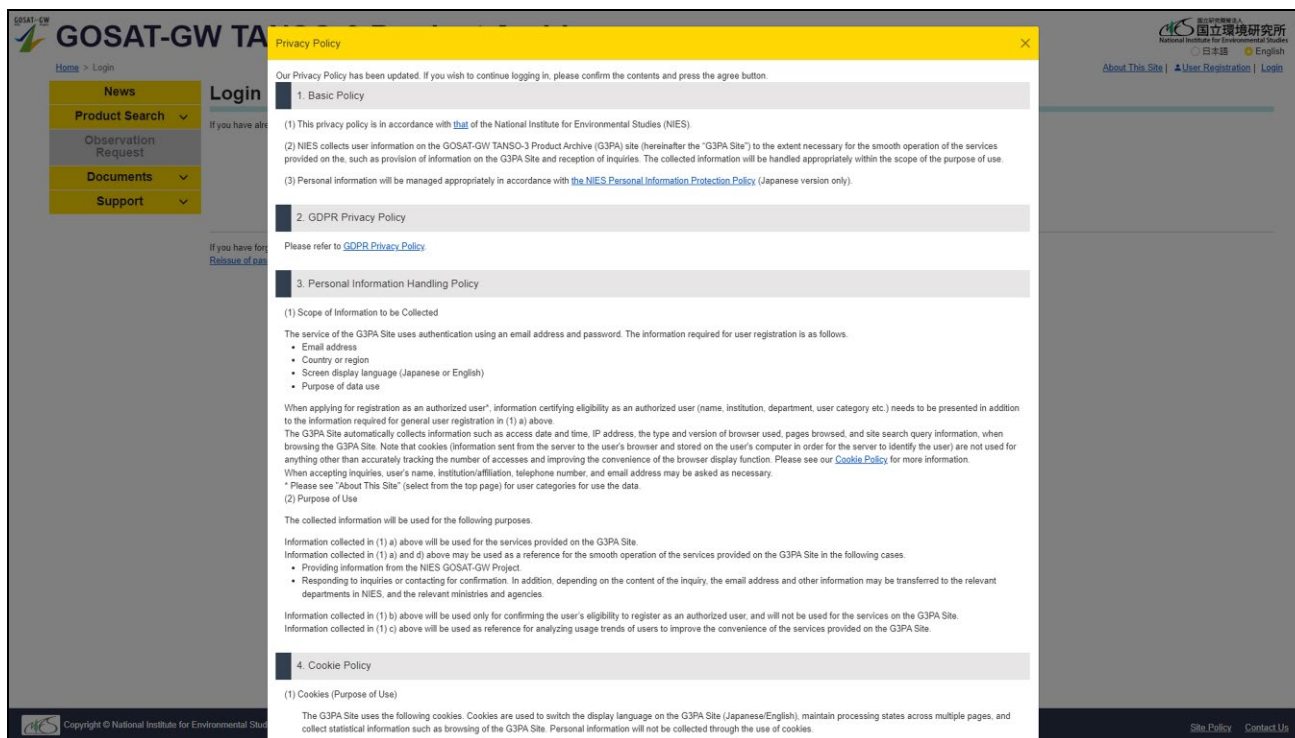 GOSAT-GW
GOSAT-GW TA
国立研究開発法人
国立環境研究所
National Institute for Environmental Studies
日本語 English
Home > Login
About This Site | User Registration | Login
News
Product Search
Observation
Request
Documents
Support
Login
If you have alre
If you have forg
Reissue of pas
Privacy Policy
Our Privacy Policy has been updated. If you wish to continue logging in, please confirm the contents and press the agree button.
1. Basic Policy
(1) This privacy policy is in accordance with that of the National Institute for Environmental Studies (NIES).
(2) NIES collects user information on the GOSAT-GW TANSO-3 Product Archive (G3PA) site (hereinafter the “G3PA Site”) to the extent necessary for the smooth operation of the services
provided on the, such as provision of information on the G3PA Site and reception of inquiries. The collected information will be handled appropriately within the scope of the purpose of use.
(3) Personal information will be managed appropriately in accordance with the NIES Personal Information Protection Policy (Japanese version only).
2. GDPR Privacy Policy
Please refer to GDPR Privacy Policy.
3. Personal Information Handling Policy
(1) Scope of Information to be Collected
The service of the G3PA Site uses authentication using an email address and password. The information required for user registration is as follows.
• Email address
• Country or region
• Screen display language (Japanese or English)
• Purpose of data use
When applying for registration as an authorized user*, information certifying eligibility as an authorized user (name, institution, department, user category etc.) needs to be presented in addition
to the information required for general user registration in (1) a) above.
The G3PA Site automatically collects information such as access date and time, IP address, the type and version of browser used, pages browsed, and site search query information, when
browsing the G3PA Site. Note that cookies (information sent from the server to the user's browser and stored on the user's computer in order for the server to identify the user) are not used for
anything other than accurately tracking the number of accesses and improving the convenience of the browser display function. Please see our Cookie Policy for more information.
When accepting inquiries, user's name, institution/affiliation, telephone number, and email address may be asked as necessary.
* Please see "About This Site" (select from the top page) for user categories for use the data.
(2) Purpose of Use
The collected information will be used for the following purposes.
Information collected in (1) a) above will be used for the services provided on the G3PA Site.
Information collected in (1) a) and d) above may be used as a reference for the smooth operation of the services provided on the G3PA Site in the following cases.
• Providing information from the NIES GOSAT-GW Project.
• Responding to inquiries or contacting for confirmation. In addition, depending on the content of the inquiry, the email address and other information may be transferred to the relevant
departments in NIES, and the relevant ministries and agencies.
Information collected in (1) b) above will be used only for confirming the user’s eligibility to register as an authorized user, and will not be used for the services on the G3PA Site.
Information collected in (1) c) above will be used as reference for analyzing usage trends of users to improve the convenience of the services provided on the G3PA Site.
4. Cookie Policy
(1) Cookies (Purpose of Use)
The G3PA Site uses the following cookies. Cookies are used to switch the display language on the G3PA Site (Japanese/English), maintain processing states across multiple pages, and
collect statistical information such as browsing of the G3PA Site. Personal information will not be collected through the use of cookies.
Copyright © National Institute for Environmental Stud
Site Policy Contact Us